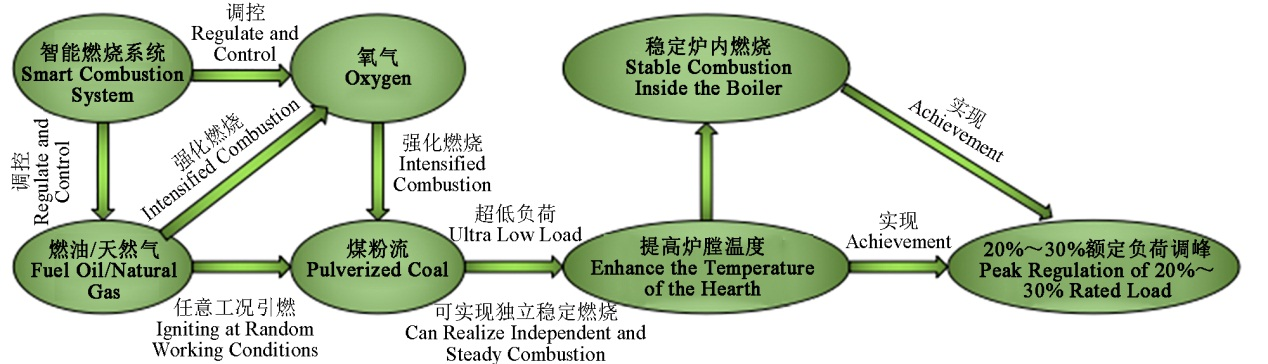 智能燃烧系统
Smart Combustion
System
调控
Regulate and
Control
氧气
Oxygen
稳定炉内燃烧
Stable Combustion
Inside the Boiler
调控
Regulate and
Control
强化燃烧
Intensified Combustion
强化燃烧
Intensified
Combustion
实现
Achievement
燃油/天然气
Fuel Oil/Natural
Gas
任意工况引燃
Igniting at Random
Working Conditions
煤粉流
Pulverized Coal
超低负荷
Ultra Low Load
可实现独立稳定燃烧
Can Realize Independent and
Steady Combustion
提高炉膛温度
Enhance the Temperature
of the Hearth
实现
Achievement
20%～30%额定负荷调峰
Peak Regulation of 20%～
30% Rated Load